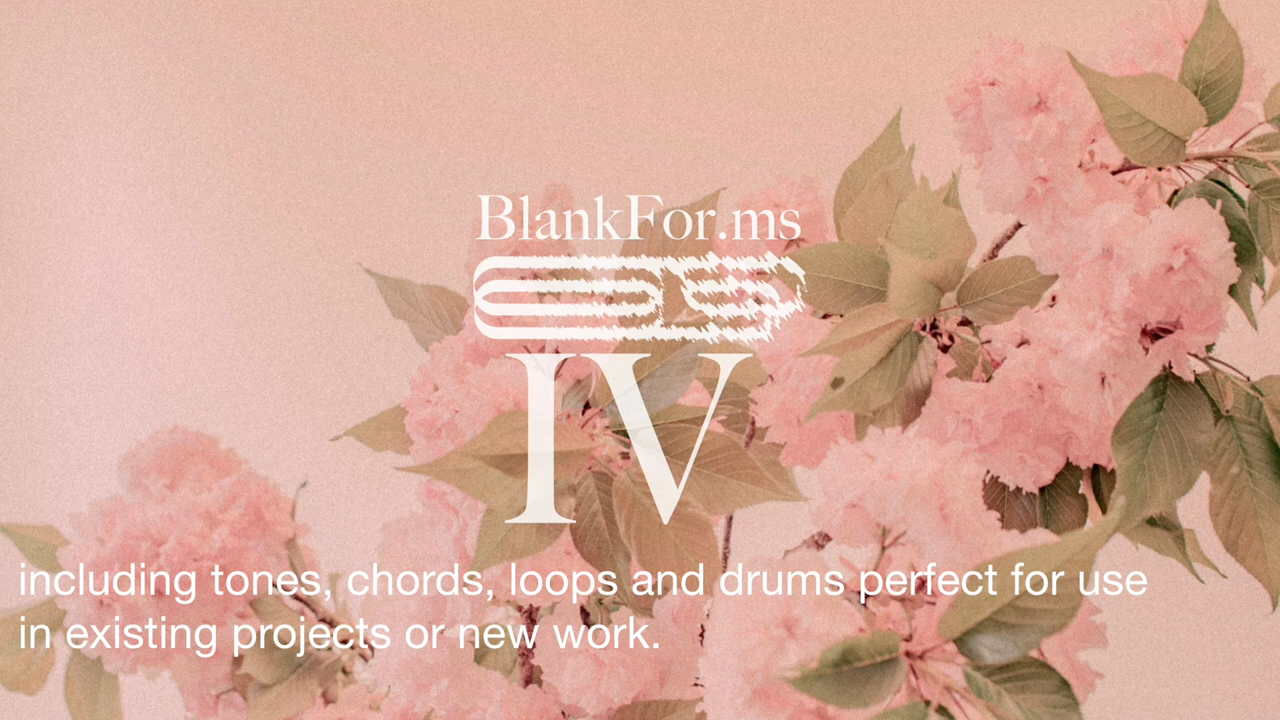 BlankFor.ms
IV
including tones, chords, loops and drums perfect for use
in existing projects or new work.